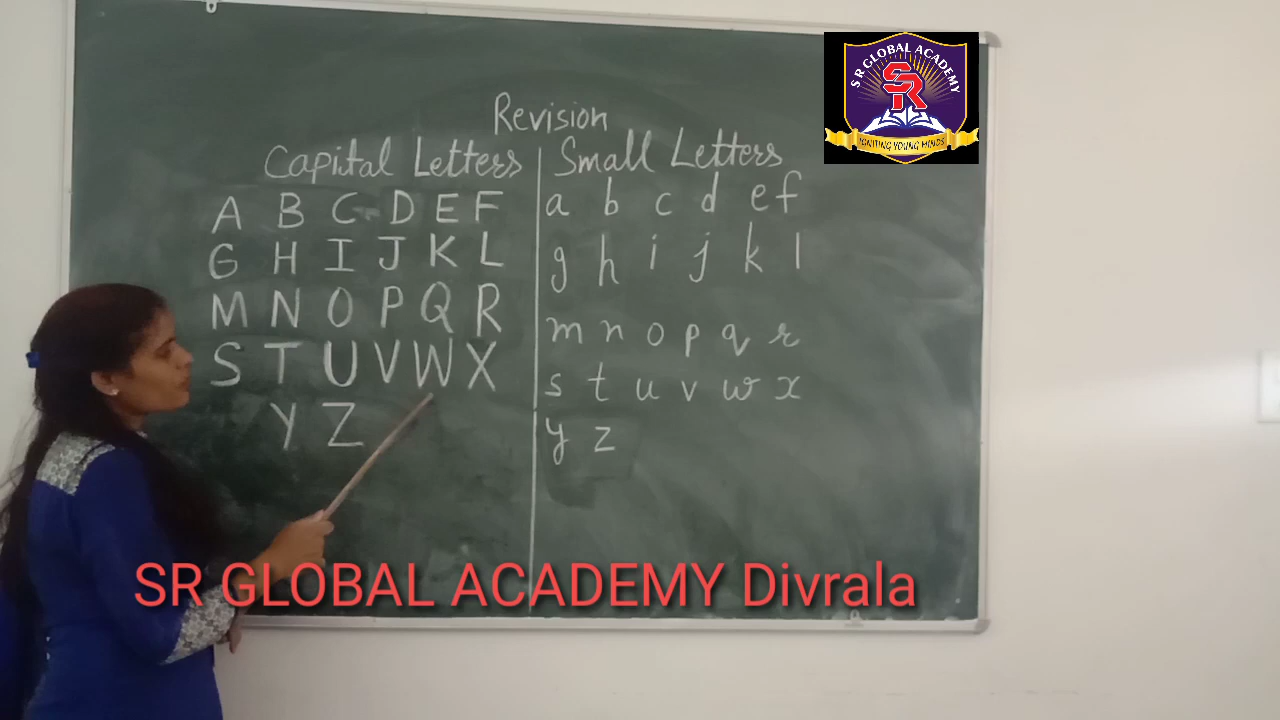 Revision
Capital Letters
A B C D E F
G H I J K L
M N O P Q R
S T U V W X
Y Z
Small Letters
a b c d e f
g h i j k l
m n o p q r
s t u v w x
y z
S R GLOBAL ACADEMY
SR
IGNITING YOUNG MINDS
SR GLOBAL ACADEMY Divrala